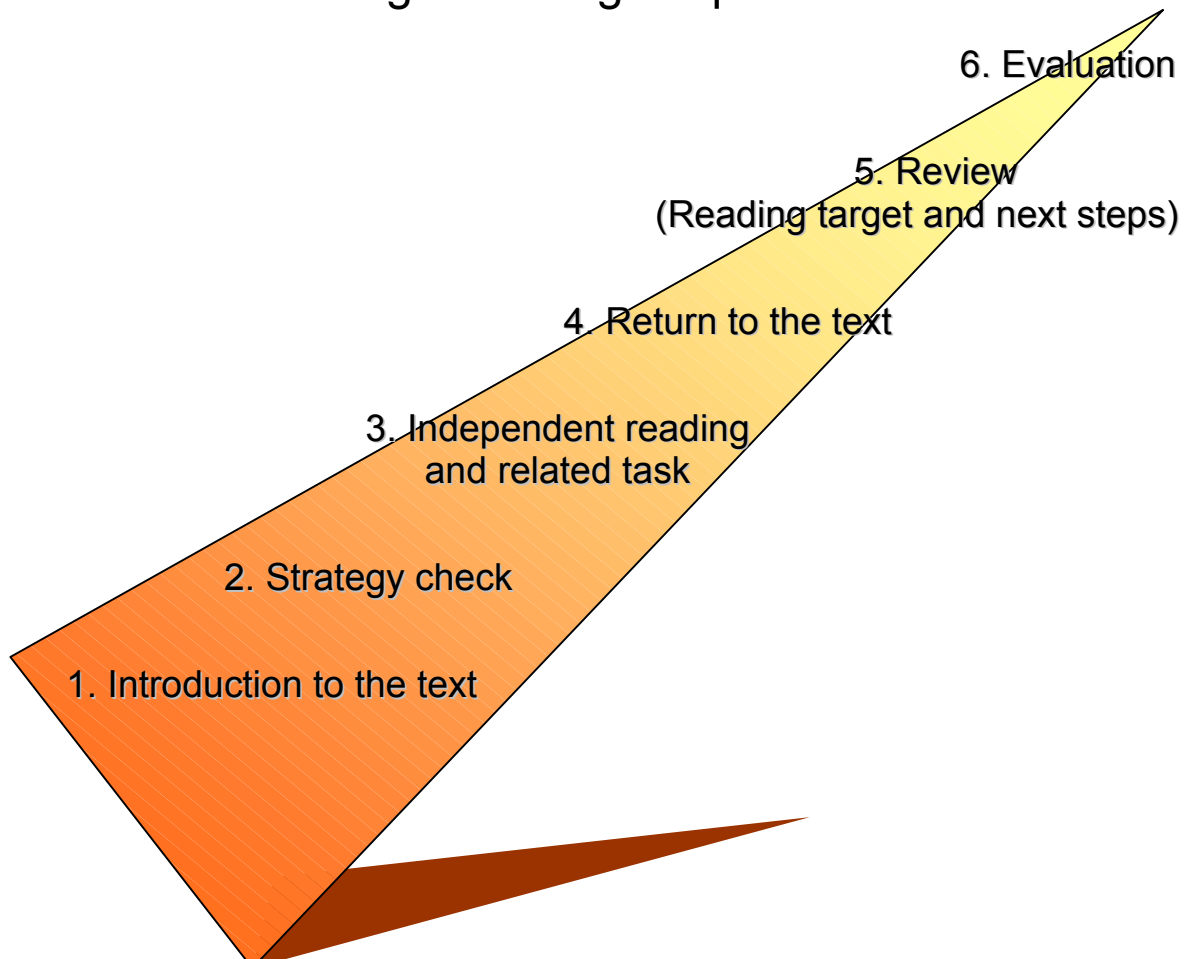 6. Evaluation
5. Review
(Reading target and next steps)
4. Return to the text
3. Independent reading
and related task
2. Strategy check
1. Introduction to the text